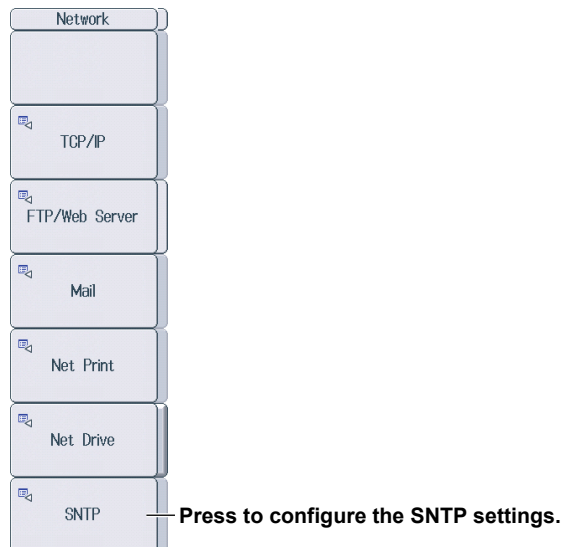 Network
TCP/IP
FTP/Web Server
Mail
Net Print
Net Drive
SNTP
Press to configure the SNTP settings.